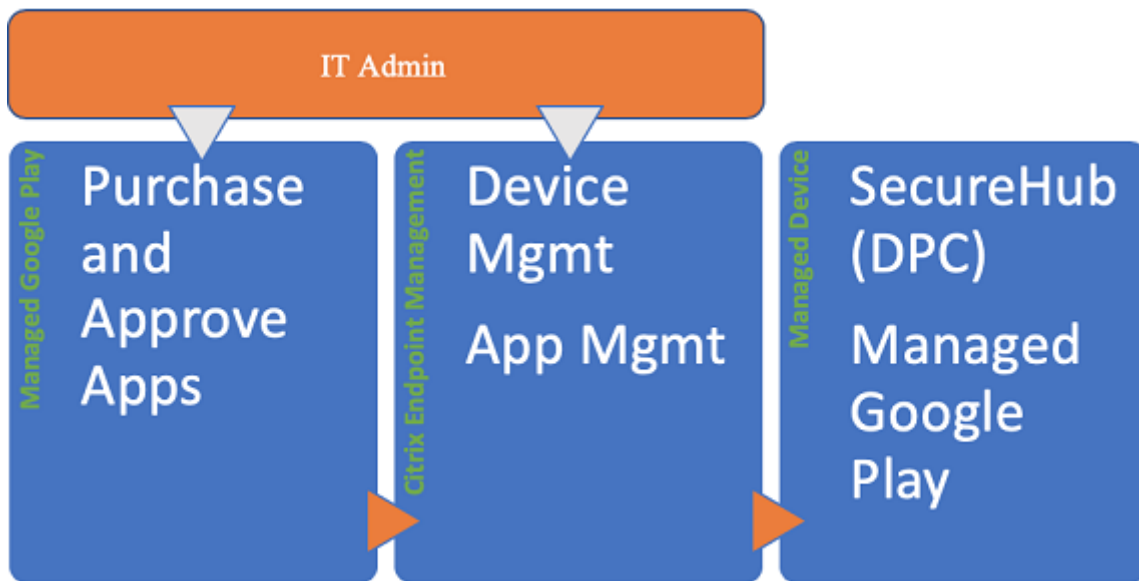 IT Admin
Managed Google Play
Purchase
and
Approve
Apps
Citrix Endpoint Management
Device
Mgmt
App Mgmt
Managed Device
SecureHub
(DPC)
Managed
Google
Play